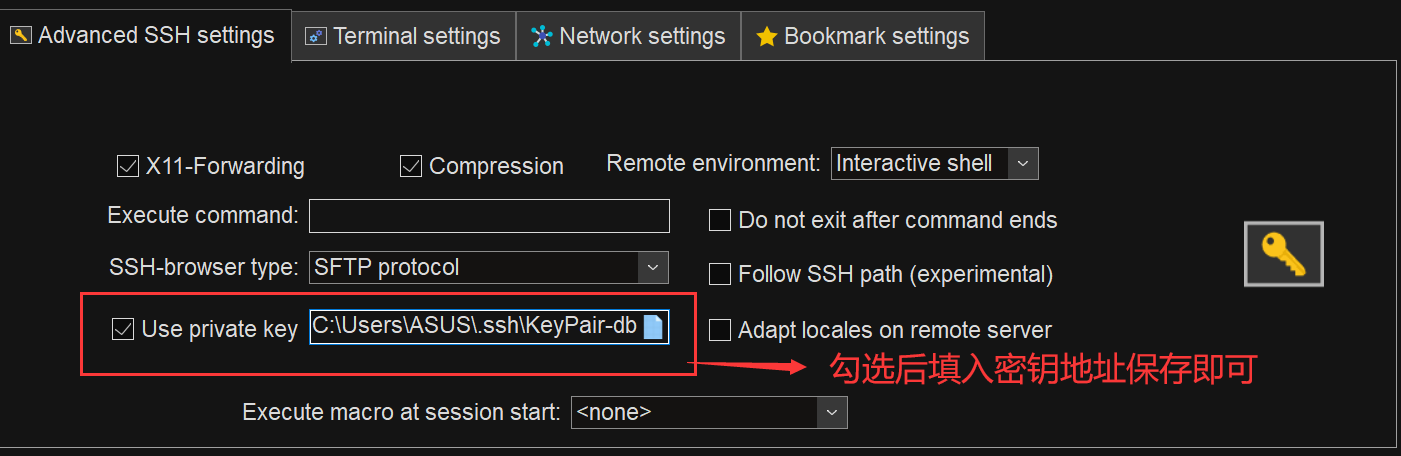 Advanced SSH settings
Terminal settings
Network settings
Bookmark settings
X11-Forwarding
Compression
Remote environment:
Interactive shell
Execute command:
Do not exit after command ends
SSH-browser type:
SFTP protocol
Follow SSH path (experimental)
Use private key
C:\Users\ASUS\.ssh\KeyPair-db
Adapt locales on remote server
勾选后填入密钥地址保存即可
Execute macro at session start:
<none>